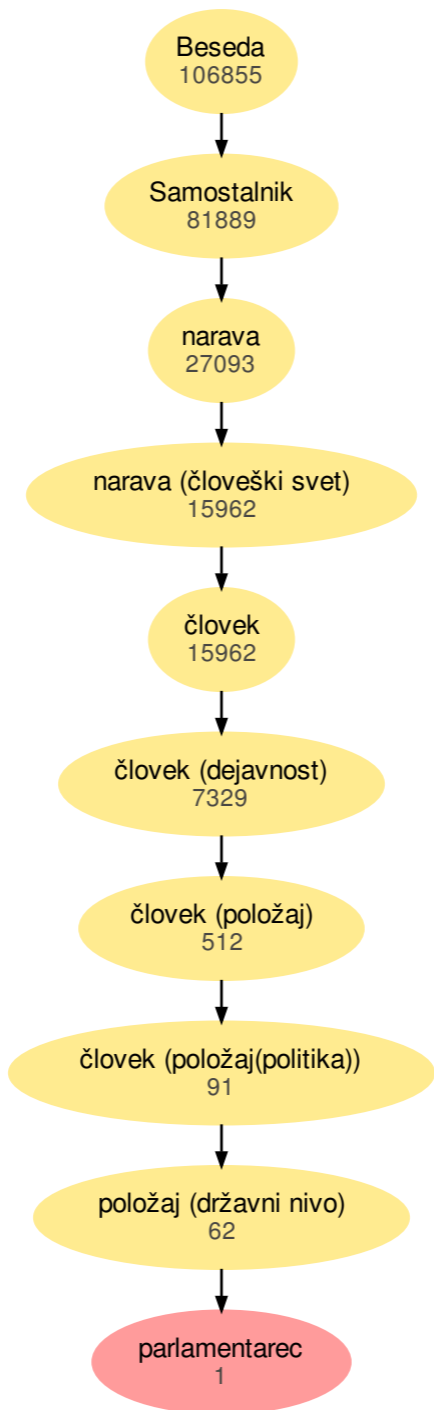 Beseda
106855
Samostalnik
81889
narava
27093
narava (človeški svet)
15962
človek
15962
človek (dejavnost)
7329
človek (položaj)
512
človek (položaj(politika))
91
položaj (državni nivo)
62
parlamentarec
1